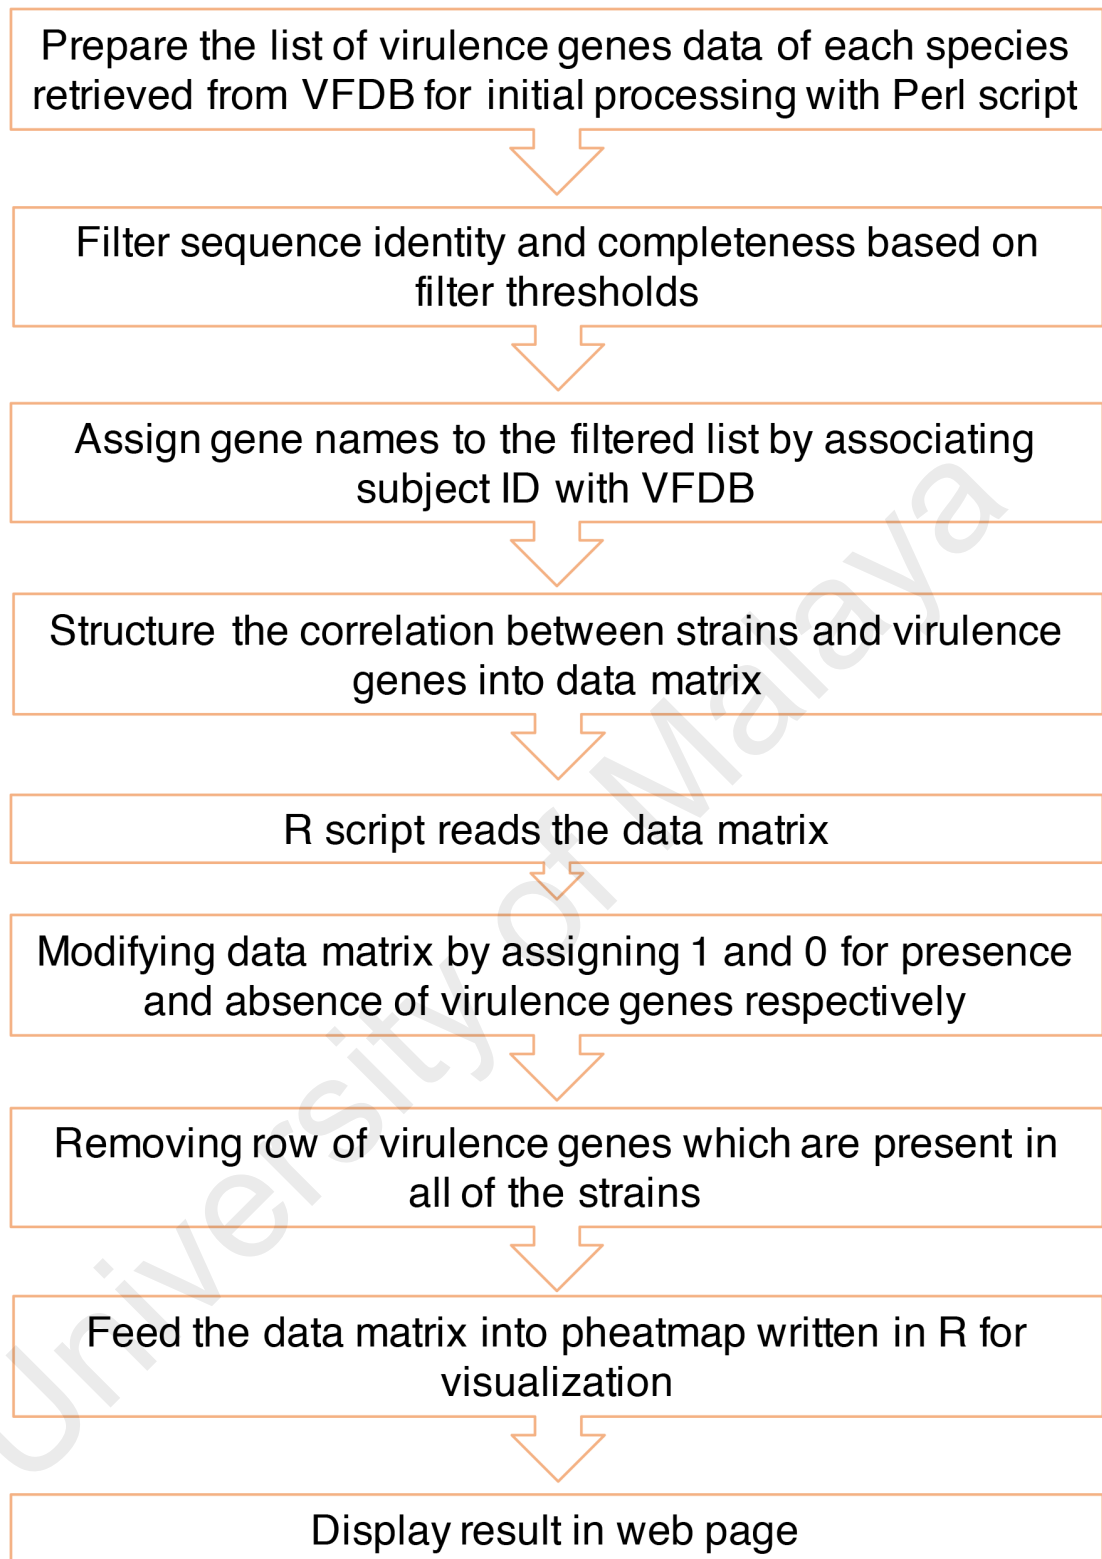 Prepare the list of virulence genes data of each species
retrieved from VFDB for initial processing with Perl script
Filter sequence identity and completeness based on
filter thresholds
Assign gene names to the filtered list by associating
subject ID with VFDB
Structure the correlation between strains and virulence
genes into data matrix
R script reads the data matrix
Modifying data matrix by assigning 1 and 0 for presence
and absence of virulence genes respectively
Removing row of virulence genes which are present in
all of the strains
Feed the data matrix into pheatmap written in R for
visualization
Display result in web page
University of Malaya